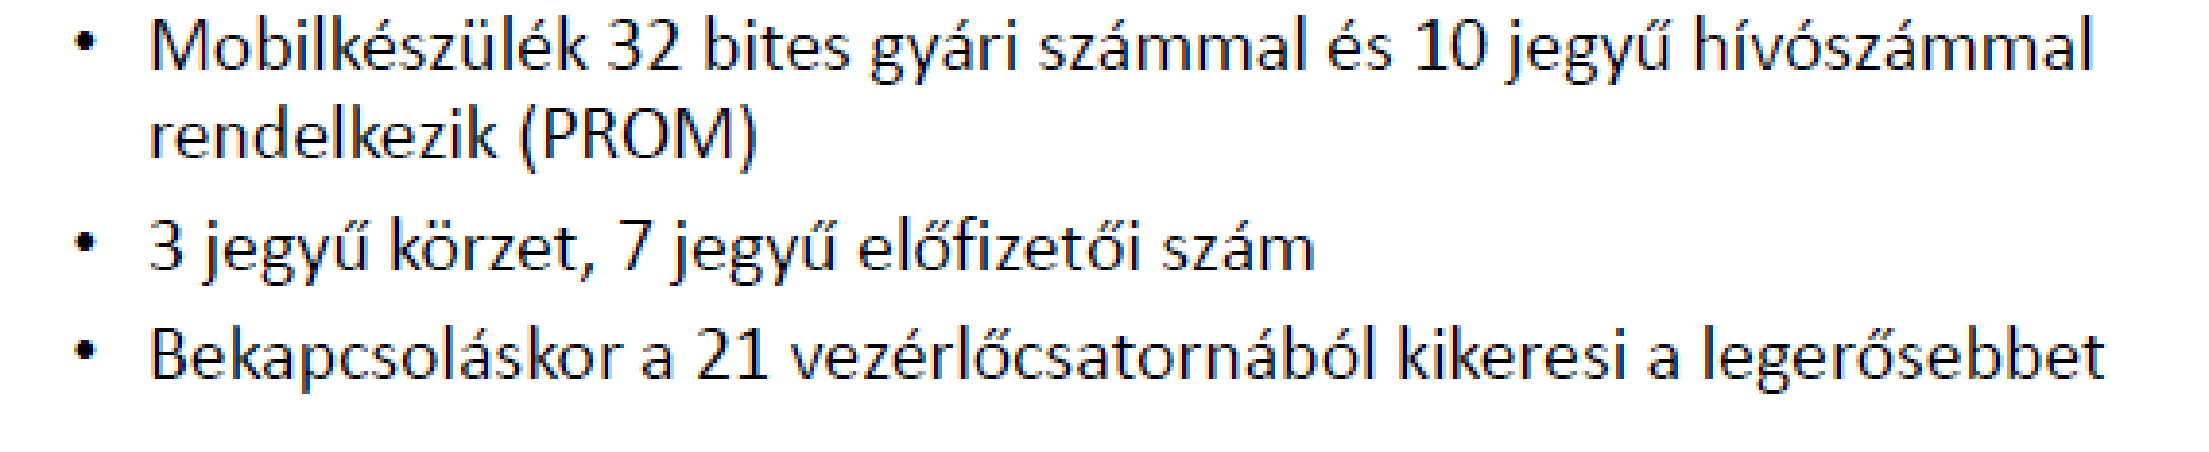 • Mobilkészülék 32 bites gyári számmal és 10 jegyű hívószámmal
rendelkezik (PROM)
• 3 jegyű körzet, 7 jegyű előfizetői szám
• Bekapcsoláskor a 21 vezérlőcsatornából kikeresi a legerősebbet